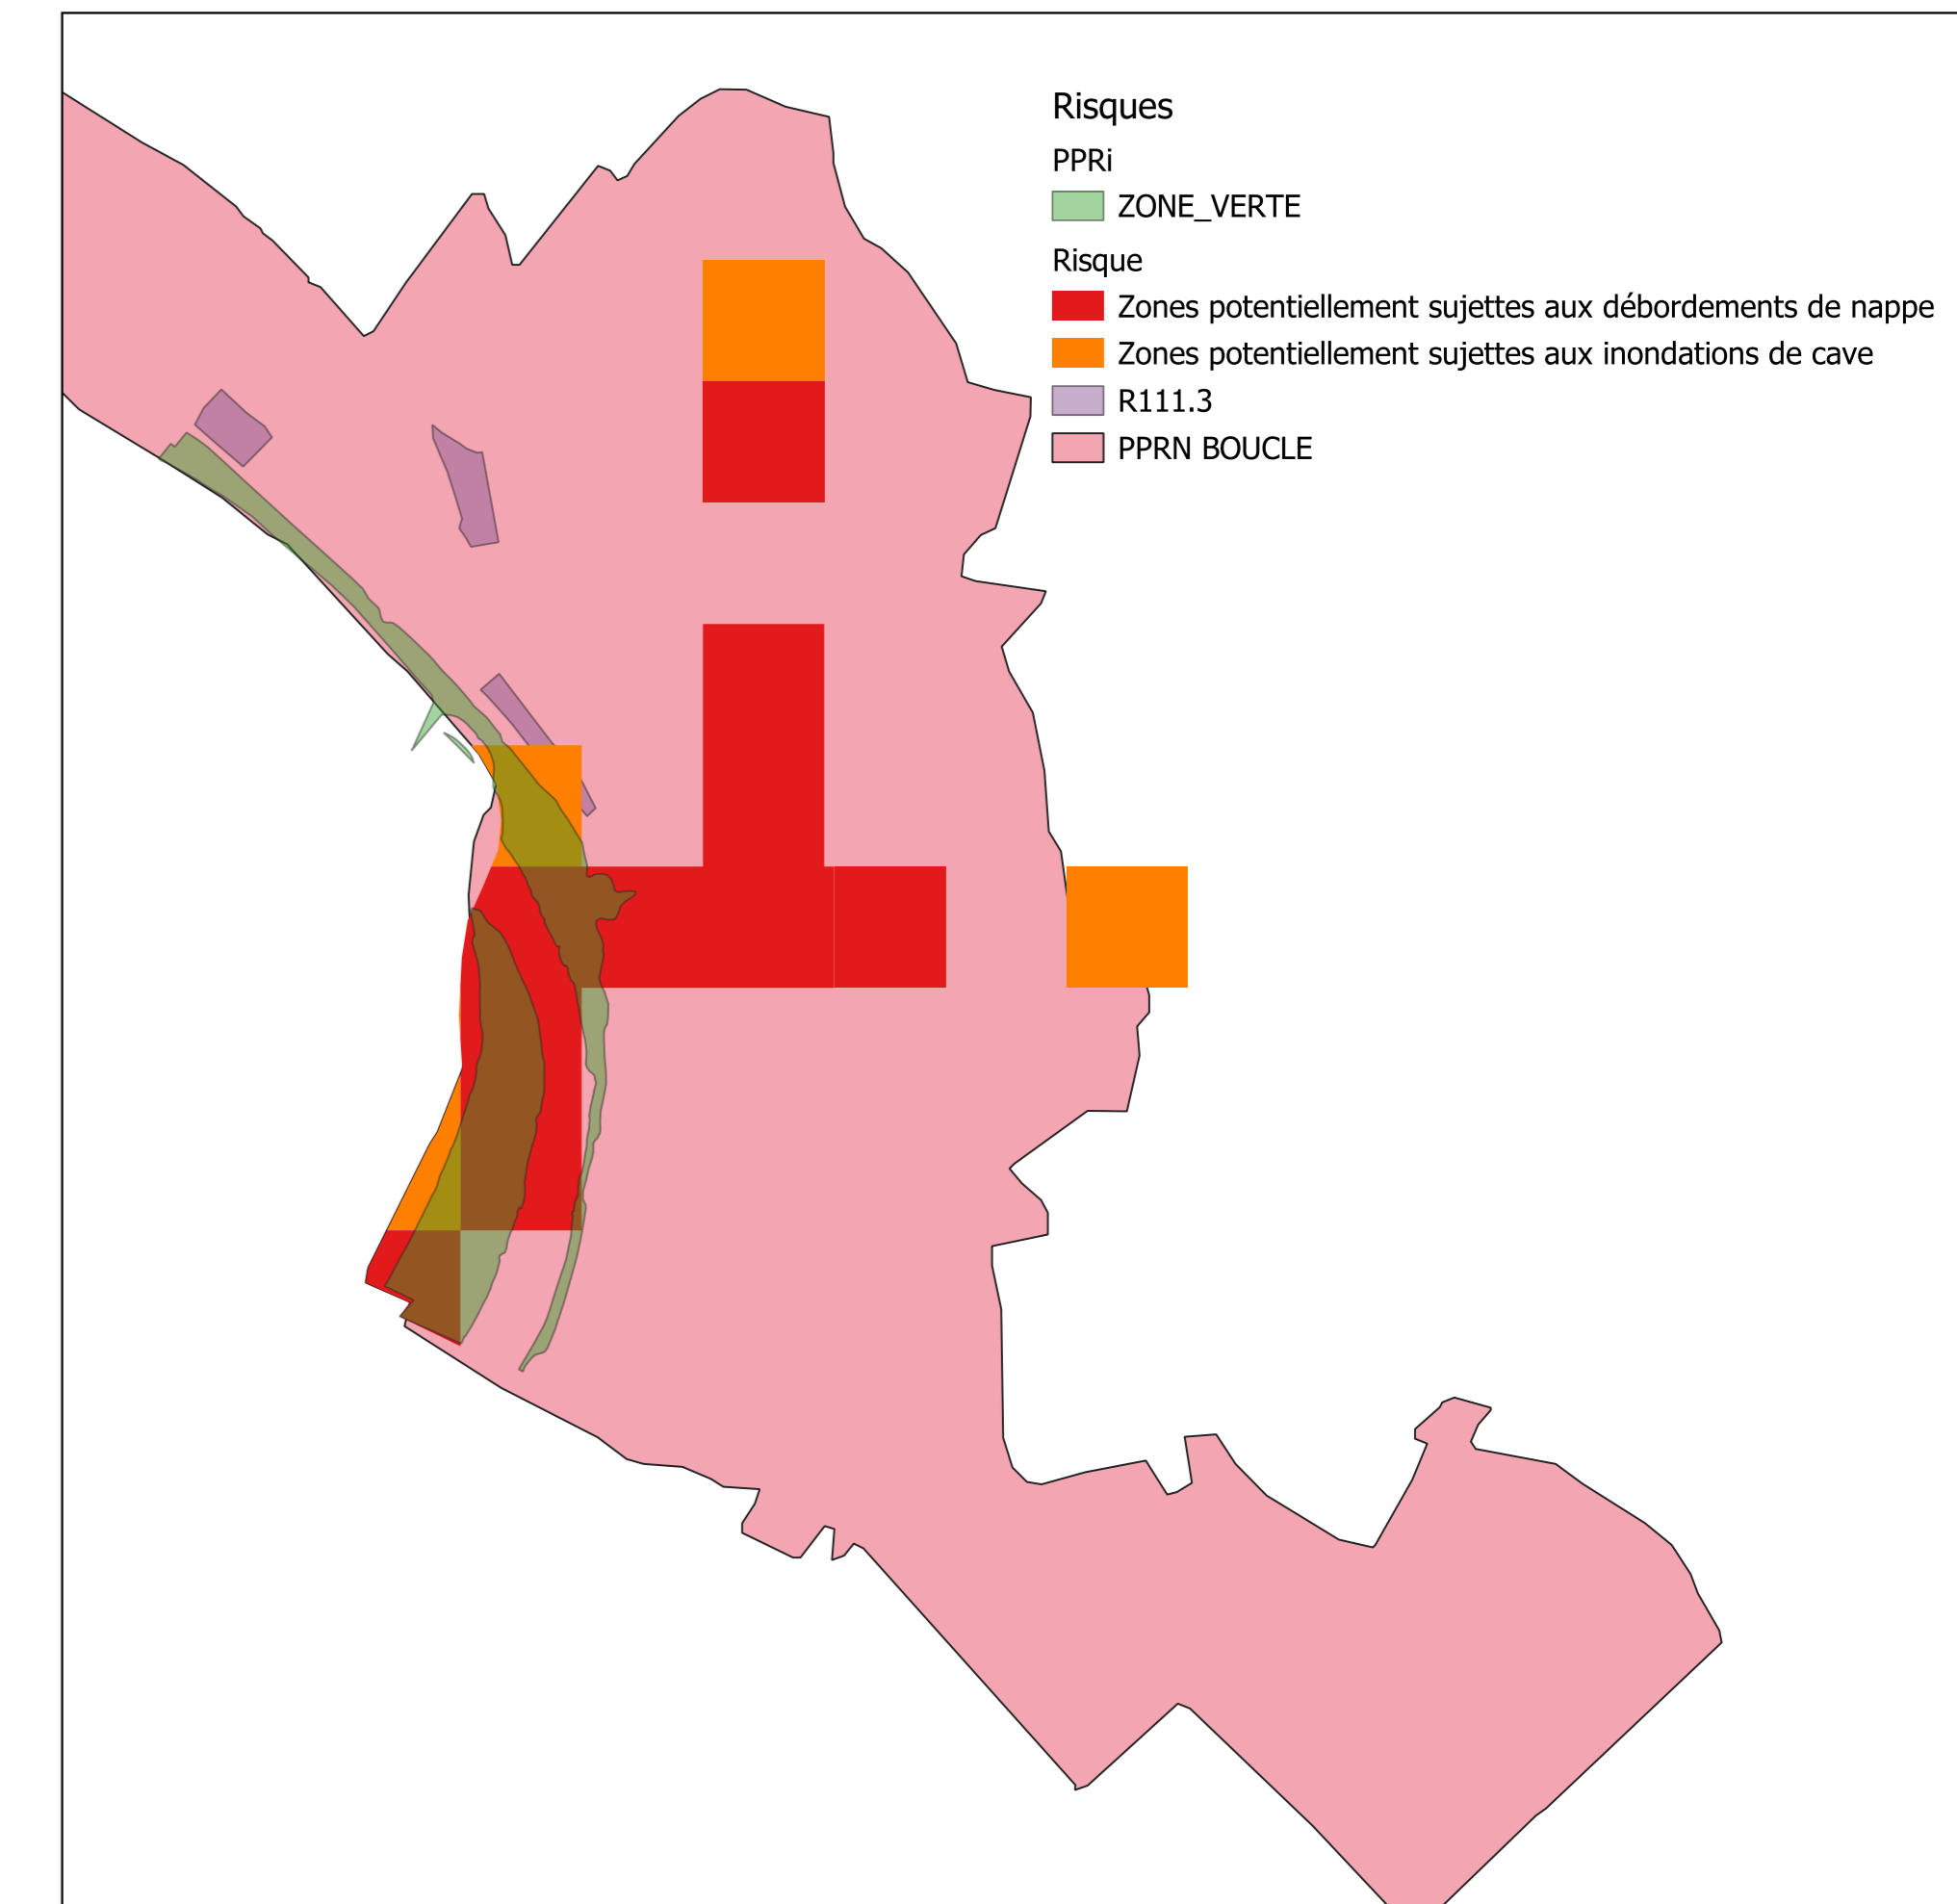 Risques
PPRi
ZONE_VERTE
Risque
Zones potentiellement sujettes aux débordements de nappe
Zones potentiellement sujettes aux inondations de cave
R111.3
PPRN BOUCLE